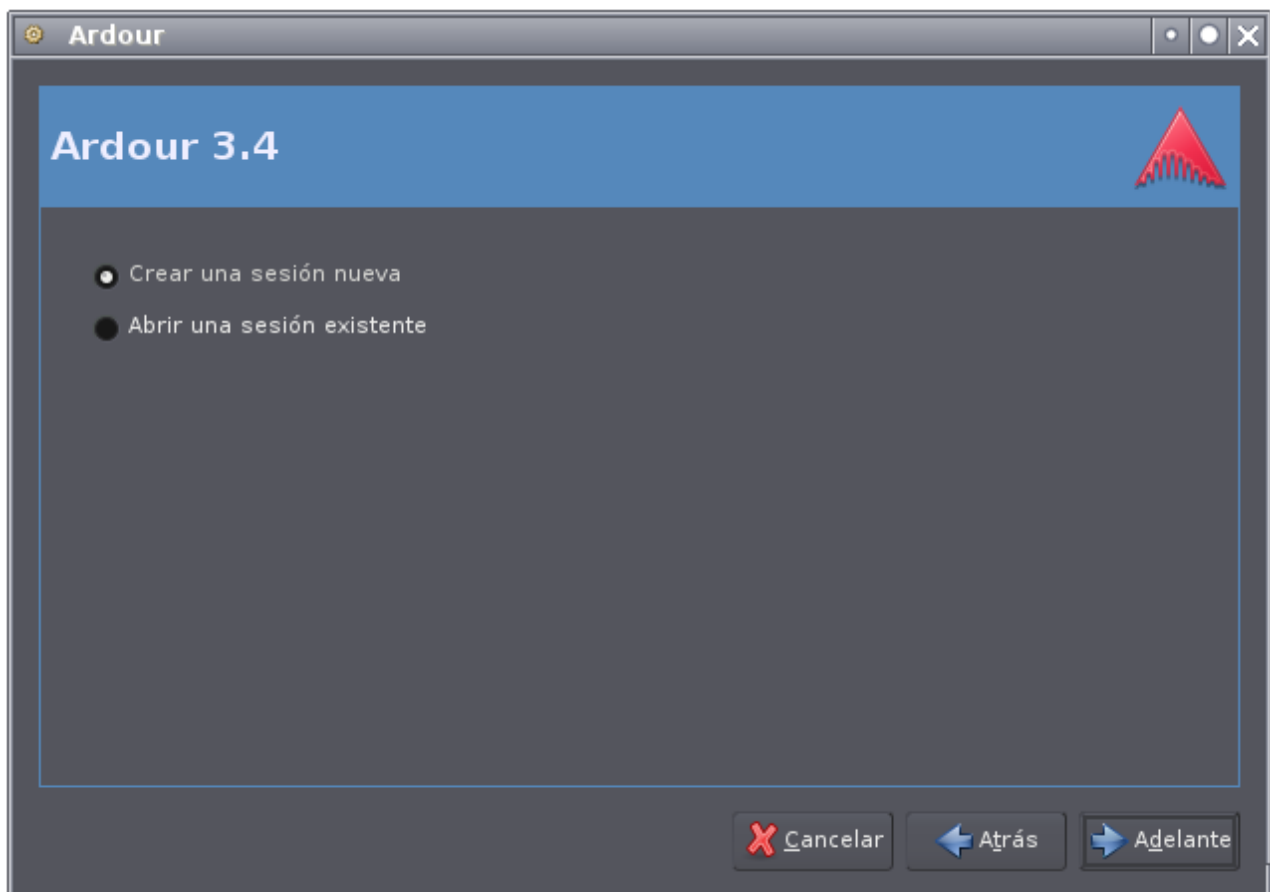 Ardour
Ardour 3.4
Crear una sesión nueva
Abrir una sesión existente
Cancelar
Atrás
Adelante